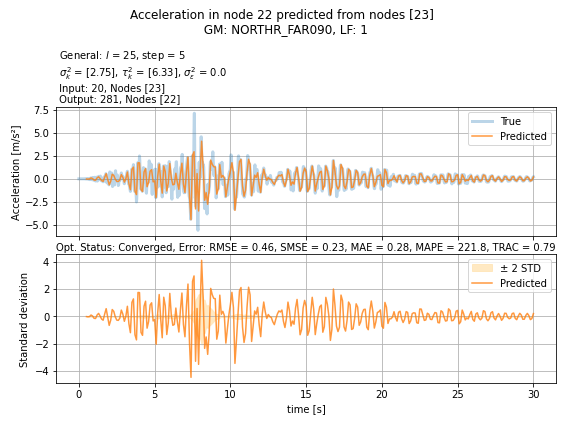 Acceleration in node 22 predicted from nodes [23]
GM: NORTHR_FAR090, LF: 1
General: l = 25, step = 5
σ²ₖ = [2.75], τ²ₖ = [6.33], σ²ε = 0.0
Input: 20, Nodes [23]
Output: 281, Nodes [22]
7.5
5.0
2.5
0.0
−2.5
−5.0
Acceleration [m/s²]
True
Predicted
Opt. Status: Converged, Error: RMSE = 0.46, SMSE = 0.23, MAE = 0.28, MAPE = 221.8, TRAC = 0.79
4
2
0
−2
−4
Standard deviation
± 2 STD
Predicted
0 5 10 15 20 25 30
time [s]